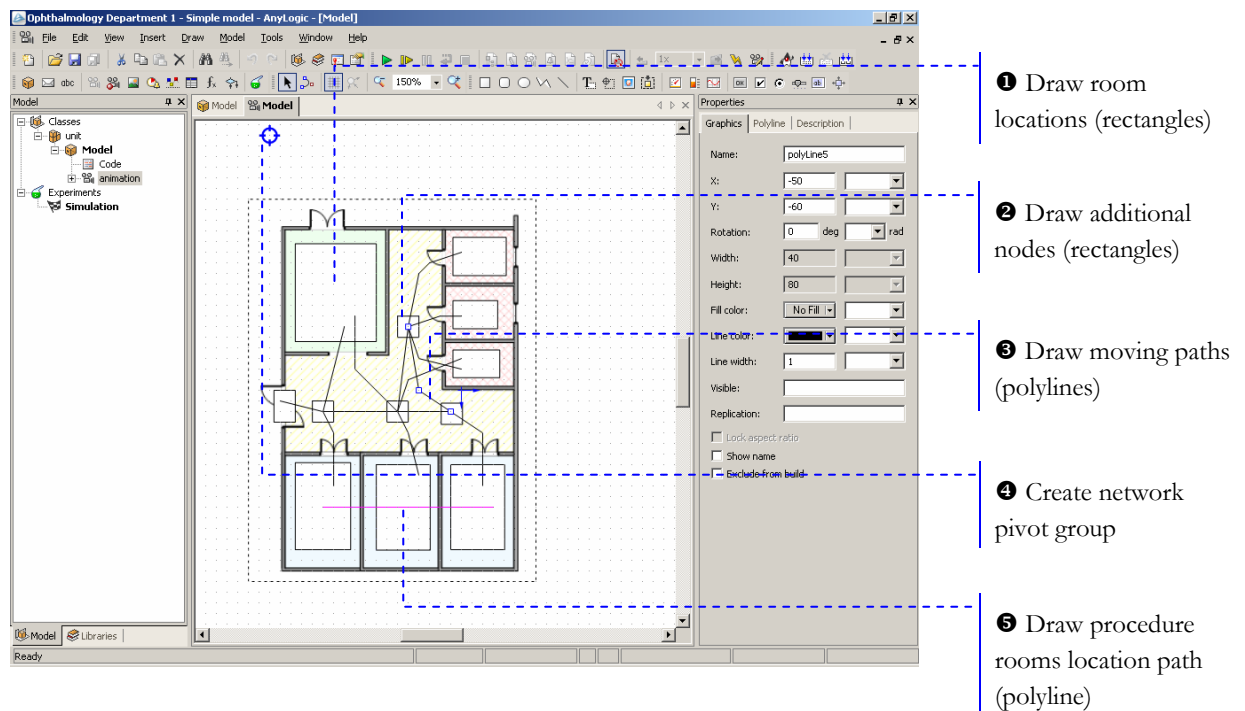 Ophthalmology Department 1 - Simple model - AnyLogic - [Model]
File Edit View Insert Draw Model Tools Window Help
1x
abc
150%
OK
ab
Model
Classes
unit
Model
Code
animation
Experiments
Simulation
Model Libraries
Ready
Model Model
Properties
Graphics Polyline Description
Name: polyLine5
X: -50
Y: -60
Rotation: 0 deg rad
Width: 40
Height: 80
Fill color: No Fill
Line color:
Line width: 1
Visible:
Replication:
Lock aspect ratio
Show name
Exclude from build
❶ Draw room
locations (rectangles)
❷ Draw additional
nodes (rectangles)
❸ Draw moving paths
(polylines)
❹ Create network
pivot group
❺ Draw procedure
rooms location path
(polyline)